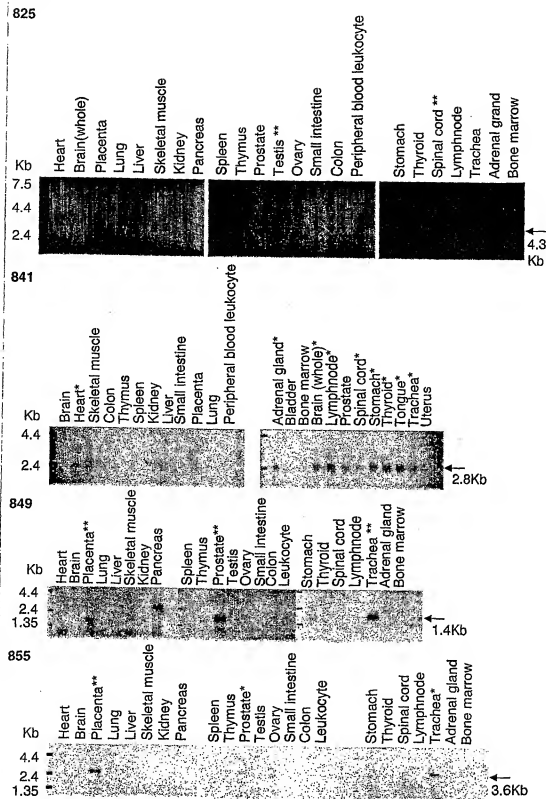 825
Heart
Brain(whole)
Placenta
Lung
Liver
Skeletal muscle
Kidney
Pancreas
Spleen
Thymus
Prostate
Testis **
Ovary
Small intestine
Colon
Peripheral blood leukocyte
Stomach
Thyroid
Spinal cord **
Lymphnode
Trachea
Adrenal grand
Bone marrow
Kb
7.5
4.4
2.4
4.3
Kb
841
Brain
Heart*
Skeletal muscle
Colon
Thymus
Spleen
Kidney
Liver
Small intestine
Placenta
Lung
Peripheral blood leukocyte
Adrenal gland*
Bladder
Bone marrow
Brain (whole)*
Lymphnode*
Prostate
Spinal cord*
Stomach*
Thyroid*
Tongue*
Trachea*
Uterus
Kb
4.4
2.4
2.8Kb
849
Heart
Brain
Placenta**
Lung
Liver
Skeletal muscle
Kidney
Pancreas
Spleen
Thymus
Prostate**
Testis
Ovary
Small intestine
Colon
Leukocyte
Stomach
Thyroid
Spinal cord
Lymphnode
Trachea **
Adrenal gland
Bone marrow
Kb
4.4
2.4
1.35
1.4Kb
855
Heart
Brain
Placenta**
Lung
Liver
Skeletal muscle
Kidney
Pancreas
Spleen
Thymus
Prostate*
Testis
Ovary
Small intestine
Colon
Leukocyte
Stomach
Thyroid
Spinal cord
Lymphnode
Trachea*
Adrenal gland
Bone marrow
Kb
4.4
2.4
1.35
3.6Kb